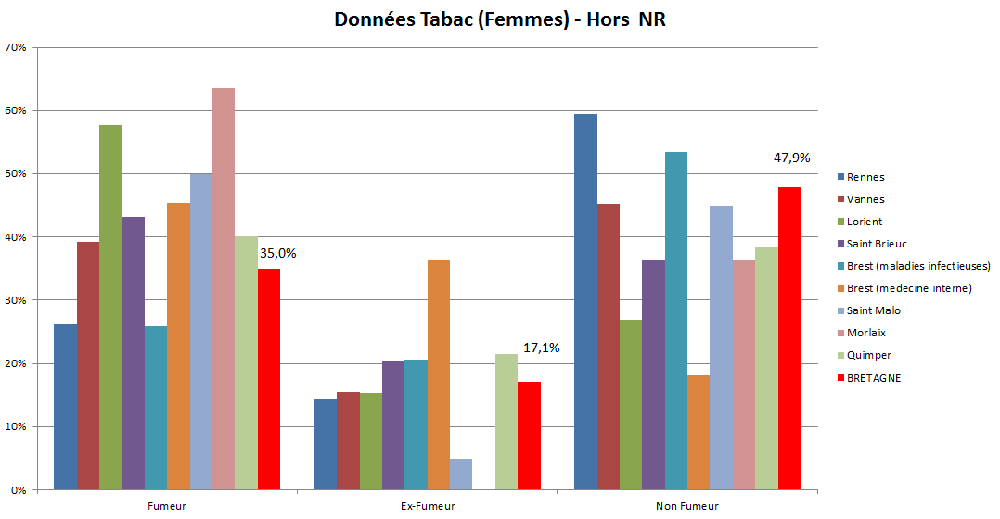 Données Tabac (Femmes) - Hors NR
70%
60%
50%
40%
30%
20%
10%
0%
35,0%
17,1%
47,9%
Fumeur
Ex-Fumeur
Non Fumeur
Rennes
Vannes
Lorient
Saint Brieuc
Brest (maladies infectieuses)
Brest (medecine interne)
Saint Malo
Morlaix
Quimper
BRETAGNE